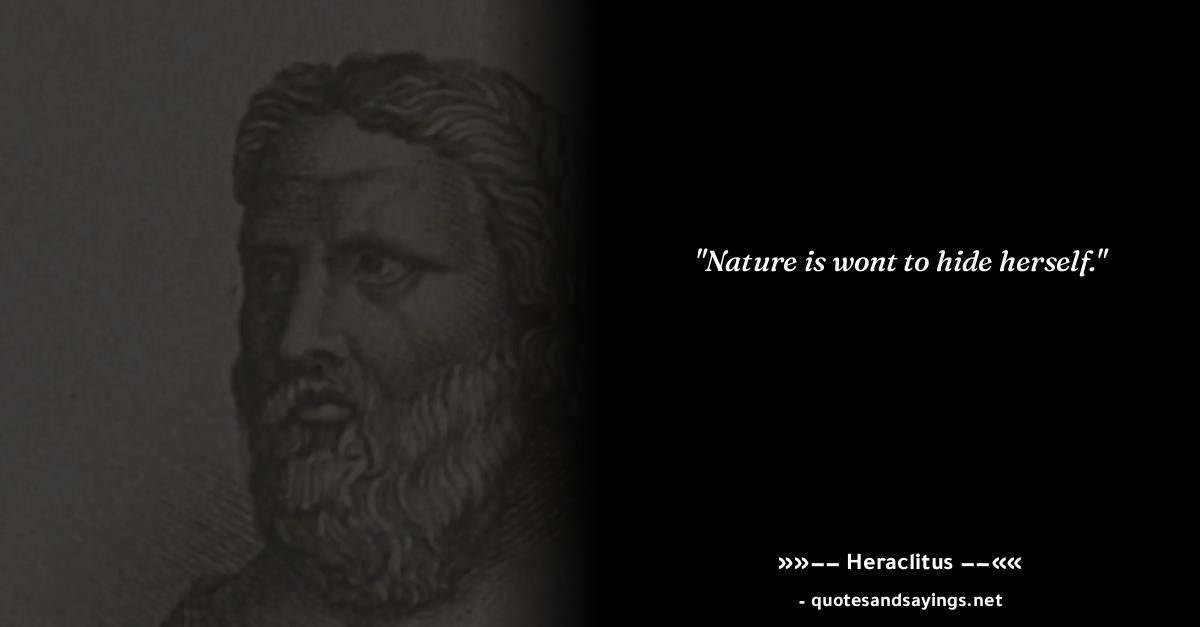 "Nature is wont to hide herself."
»»−− Heraclitus −−««
- quotesandsayings.net